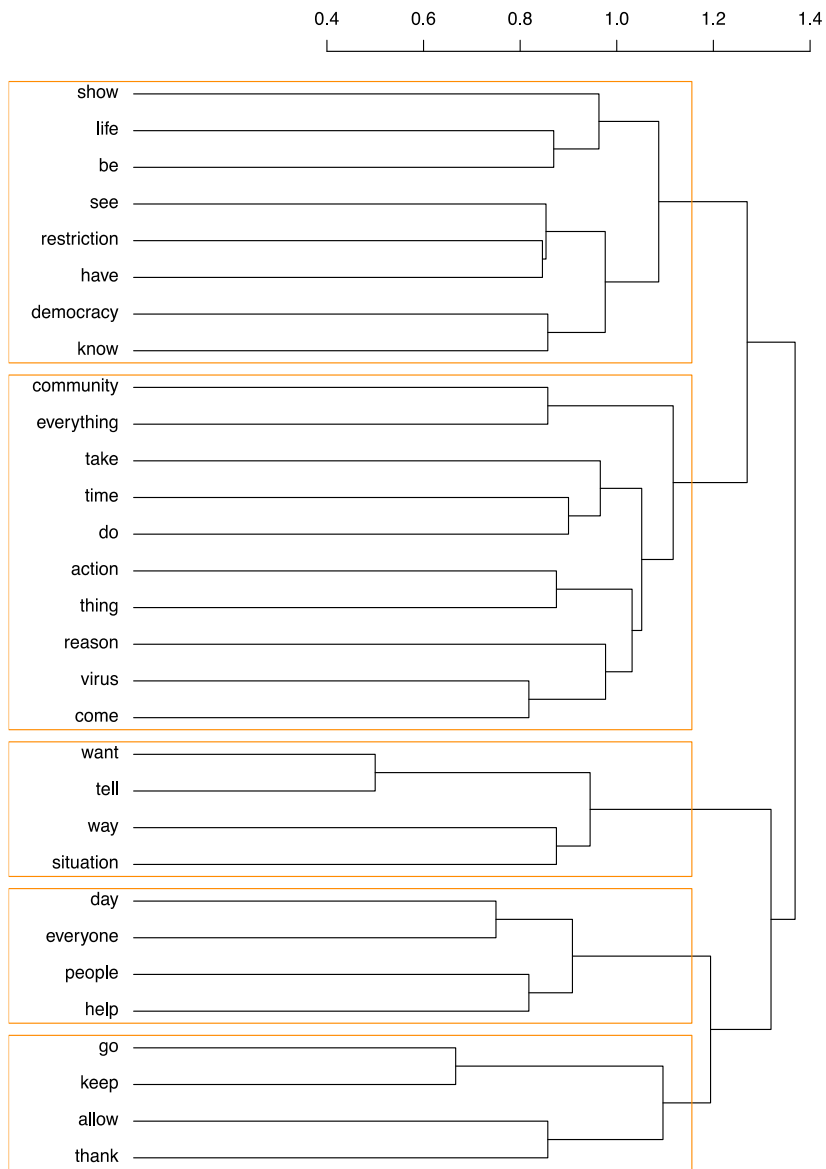 0.4 0.6 0.8 1.0 1.2 1.4
show
life
be
see
restriction
have
democracy
know
community
everything
take
time
do
action
thing
reason
virus
come
want
tell
way
situation
day
everyone
people
help
go
keep
allow
thank